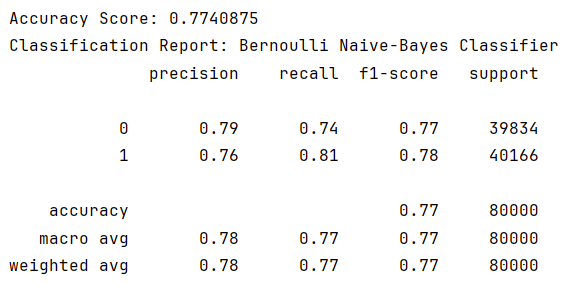 Accuracy Score: 0.7740875
Classification Report: Bernoulli Naive-Bayes Classifier
precision recall f1-score support
0 0.79 0.74 0.77 39834
1 0.76 0.81 0.78 40166
accuracy 0.77 80000
macro avg 0.78 0.77 0.77 80000
weighted avg 0.78 0.77 0.77 80000